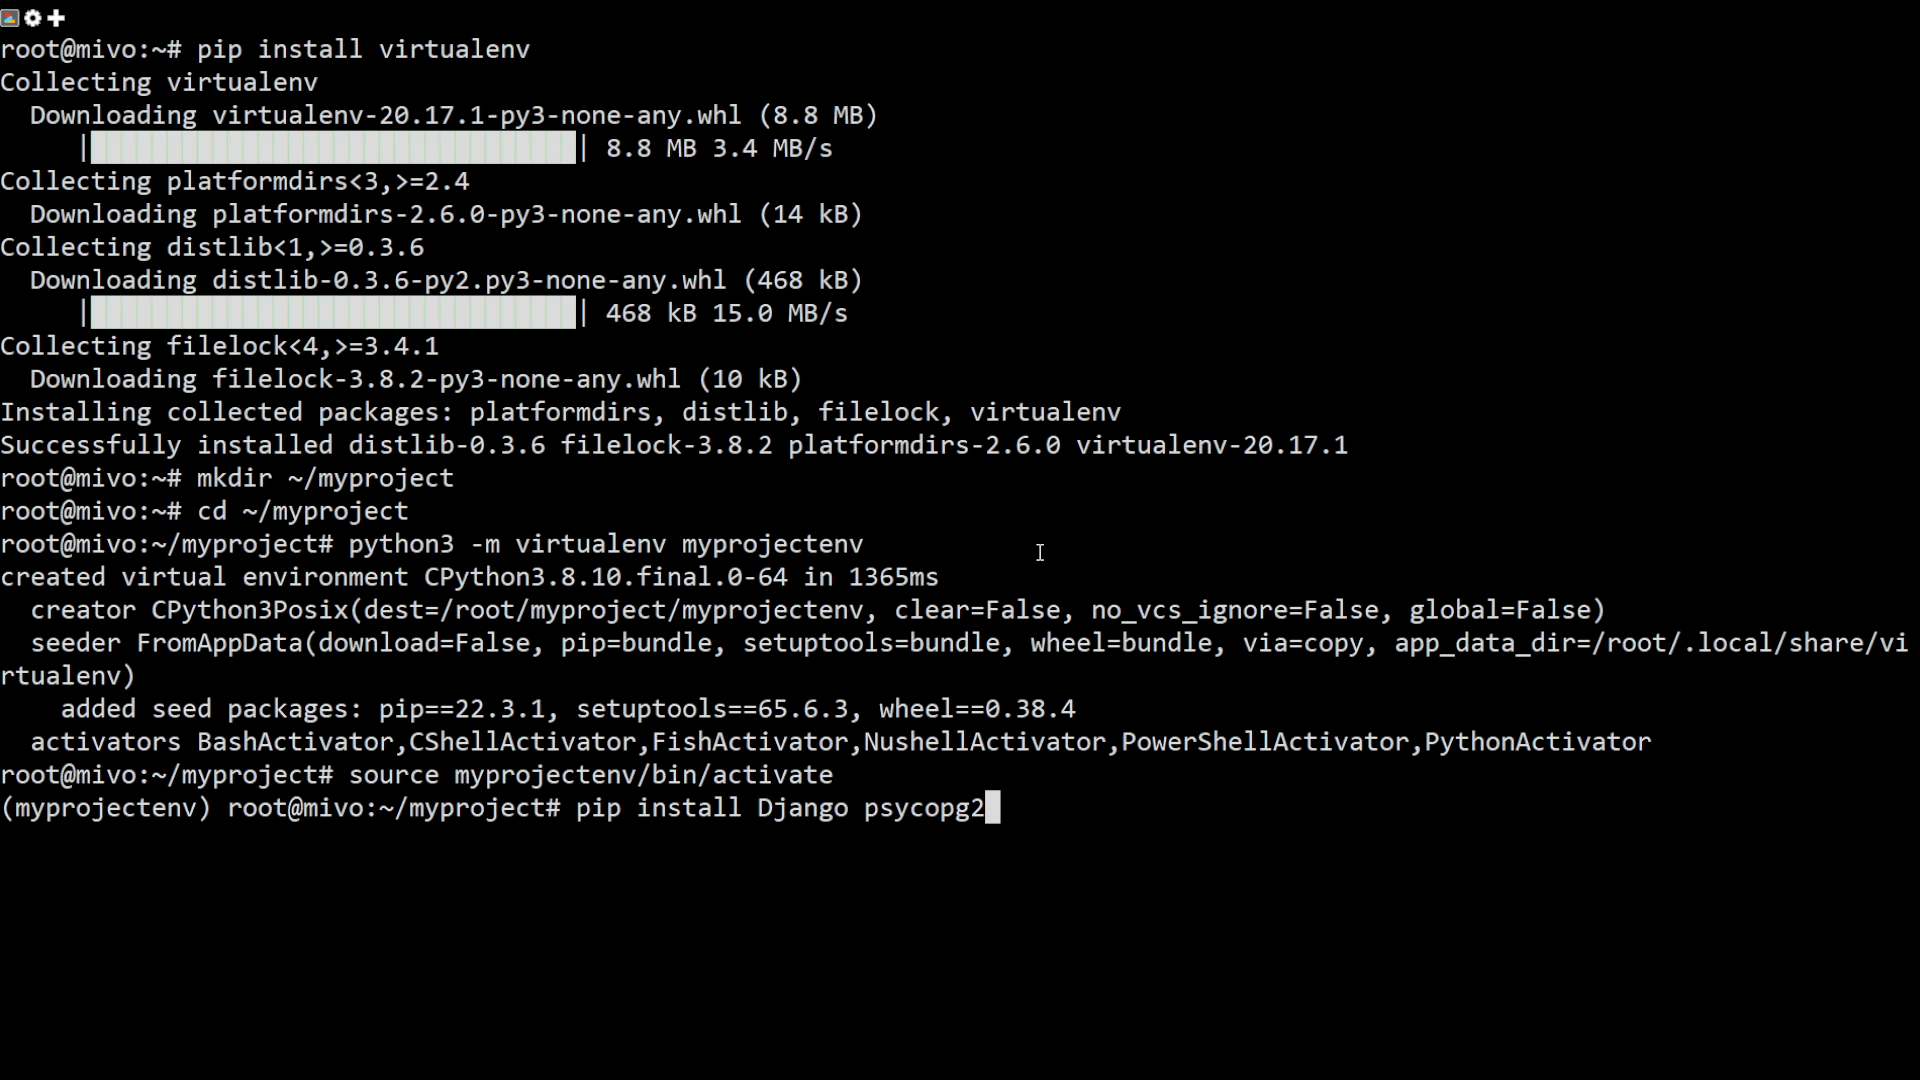 root@mivo:~# pip install virtualenv
Collecting virtualenv
  Downloading virtualenv-20.17.1-py3-none-any.whl (8.8 MB)
     |████████████████████████████████| 8.8 MB 3.4 MB/s
Collecting platformdirs<3,>=2.4
  Downloading platformdirs-2.6.0-py3-none-any.whl (14 kB)
Collecting distlib<1,>=0.3.6
  Downloading distlib-0.3.6-py2.py3-none-any.whl (468 kB)
     |████████████████████████████████| 468 kB 15.0 MB/s
Collecting filelock<4,>=3.4.1
  Downloading filelock-3.8.2-py3-none-any.whl (10 kB)
Installing collected packages: platformdirs, distlib, filelock, virtualenv
Successfully installed distlib-0.3.6 filelock-3.8.2 platformdirs-2.6.0 virtualenv-20.17.1
root@mivo:~# mkdir ~/myproject
root@mivo:~# cd ~/myproject
root@mivo:~/myproject# python3 -m virtualenv myprojectenv
created virtual environment CPython3.8.10.final.0-64 in 1365ms
  creator CPython3Posix(dest=/root/myproject/myprojectenv, clear=False, no_vcs_ignore=False, global=False)
  seeder FromAppData(download=False, pip=bundle, setuptools=bundle, wheel=bundle, via=copy, app_data_dir=/root/.local/share/vi
rtualenv)
    added seed packages: pip==22.3.1, setuptools==65.6.3, wheel==0.38.4
  activators BashActivator,CShellActivator,FishActivator,NushellActivator,PowerShellActivator,PythonActivator
root@mivo:~/myproject# source myprojectenv/bin/activate
(myprojectenv) root@mivo:~/myproject# pip install Django psycopg2